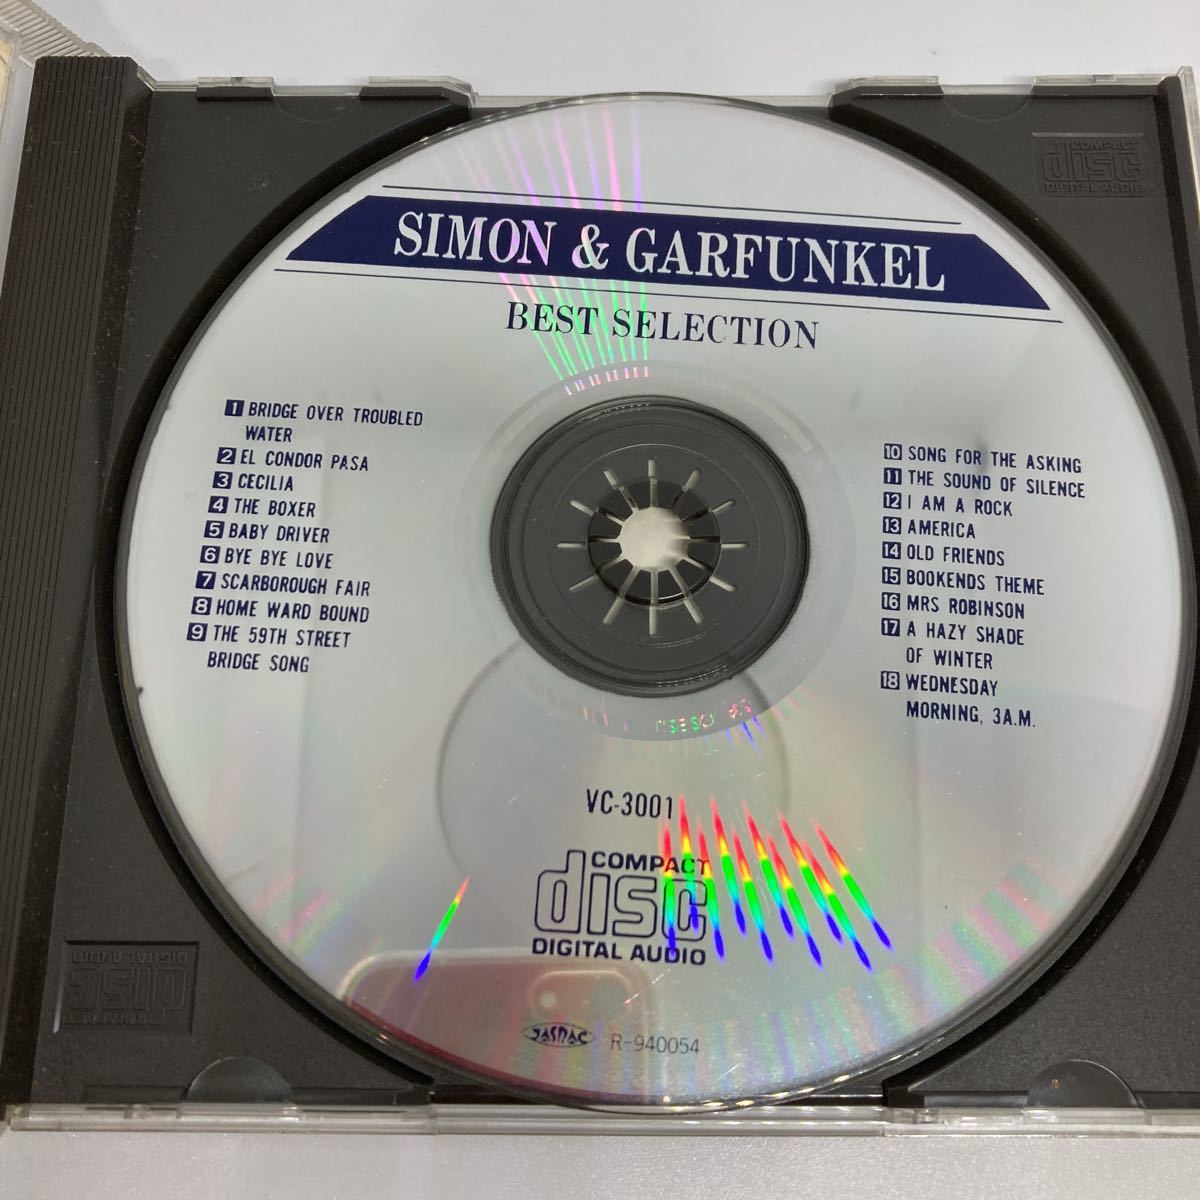 SIMON & GARFUNKEL
BEST SELECTION
1 BRIDGE OVER TROUBLED
WATER
2 EL CONDOR PASA
3 CECILIA
4 THE BOXER
5 BABY DRIVER
6 BYE BYE LOVE
7 SCARBOROUGH FAIR
8 HOME WARD BOUND
9 THE 59TH STREET
BRIDGE SONG
10 SONG FOR THE ASKING
11 THE SOUND OF SILENCE
12 I AM A ROCK
13 AMERICA
14 OLD FRIENDS
15 BOOKENDS THEME
16 MRS ROBINSON
17 A HAZY SHADE
OF WINTER
18 WEDNESDAY
MORNING, 3A.M.
VC-3001
COMPACT
disc
DIGITAL AUDIO
JASRAC R-940054
COMPACT
disc
DIGITAL AUDIO
COMPACT
disc
DIGITAL AUDIO